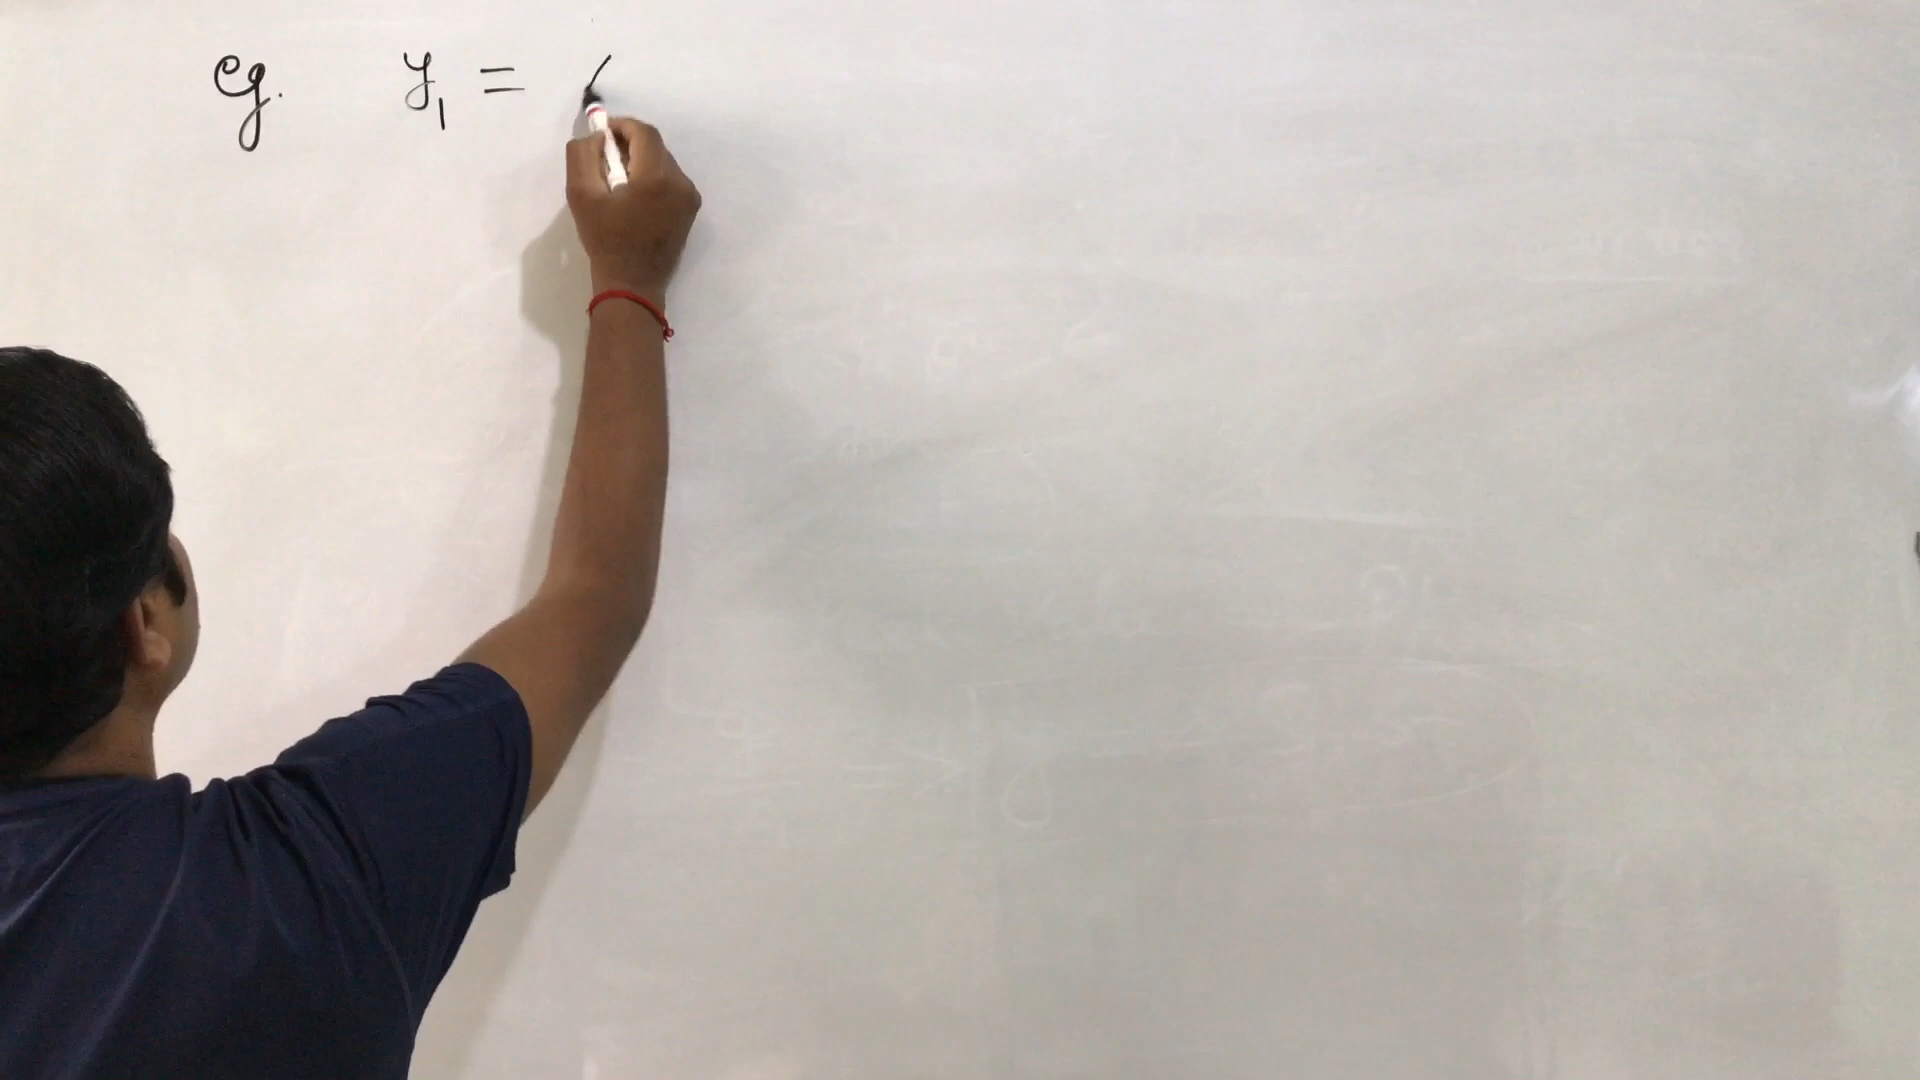 eg. y₁ =